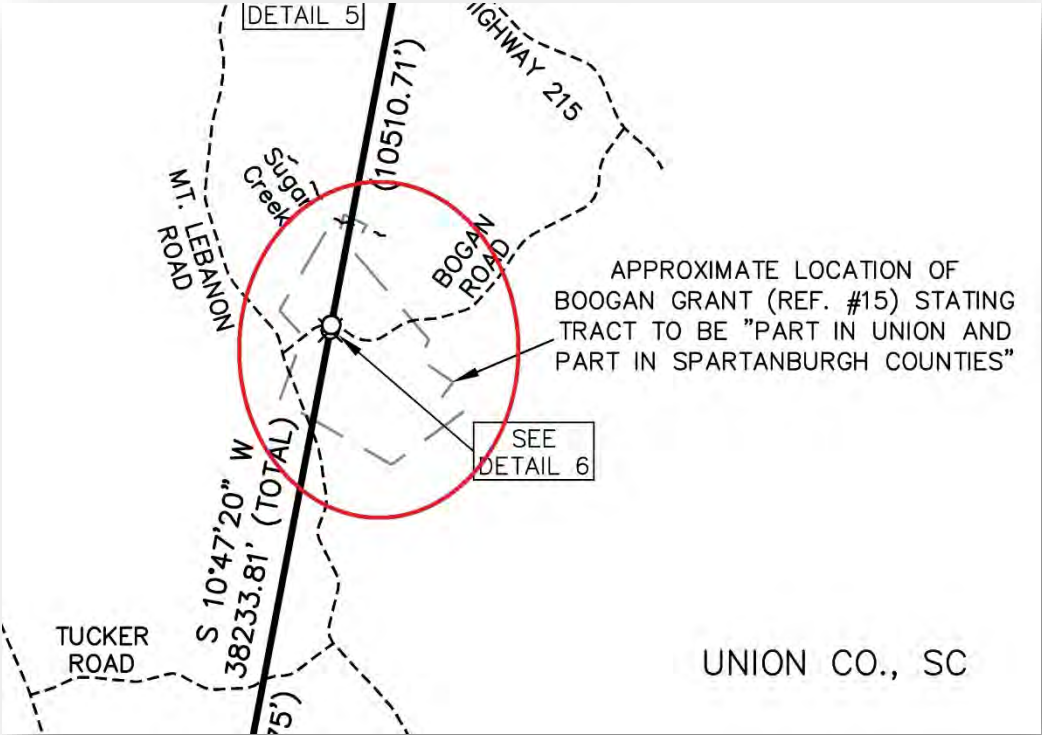 DETAIL 5
HIGHWAY 215
(10510.71')
Sugar
Creek
MT. LEBANON
ROAD
BOGAN
ROAD
APPROXIMATE LOCATION OF
BOOGAN GRANT (REF. #15) STATING
TRACT TO BE "PART IN UNION AND
PART IN SPARTANBURGH COUNTIES"
SEE
DETAIL 6
S 10°47'20" W
38233.81' (TOTAL)
TUCKER
ROAD
75')
UNION CO., SC